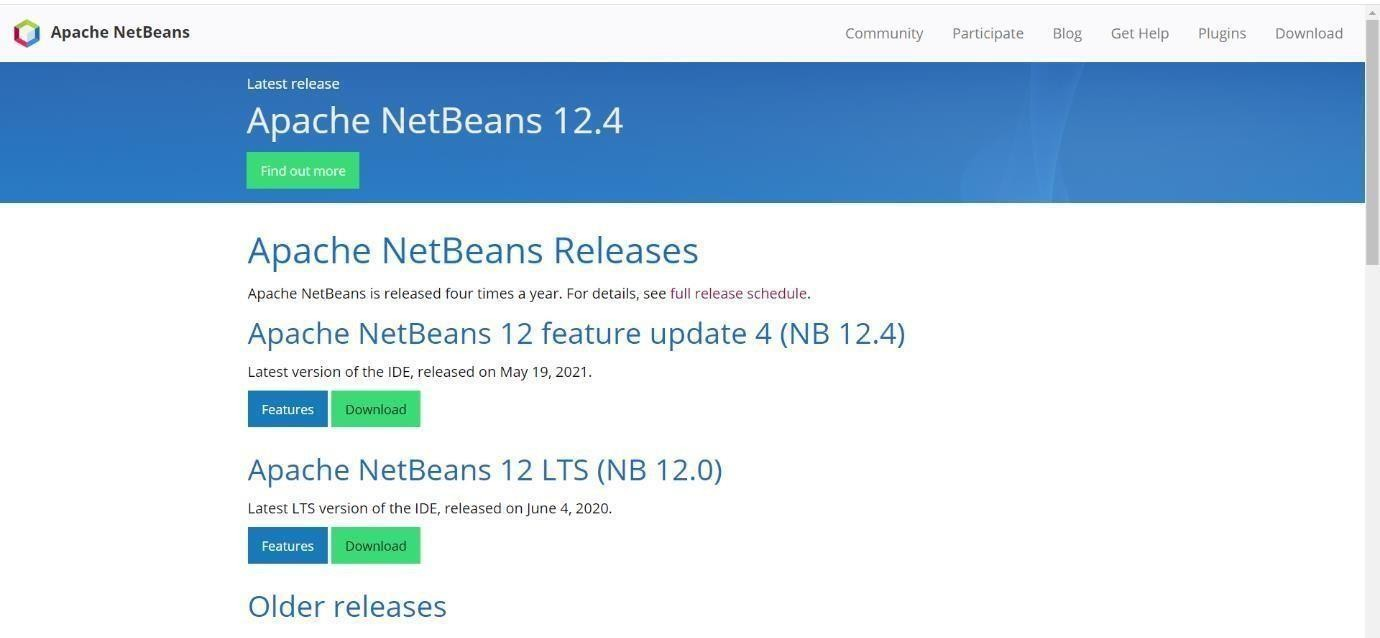 Apache NetBeans
Community Participate Blog Get Help Plugins Download
Latest release
Apache NetBeans 12.4
Find out more
Apache NetBeans Releases
Apache NetBeans is released four times a year. For details, see full release schedule.
Apache NetBeans 12 feature update 4 (NB 12.4)
Latest version of the IDE, released on May 19, 2021.
Features Download
Apache NetBeans 12 LTS (NB 12.0)
Latest LTS version of the IDE, released on June 4, 2020.
Features Download
Older releases